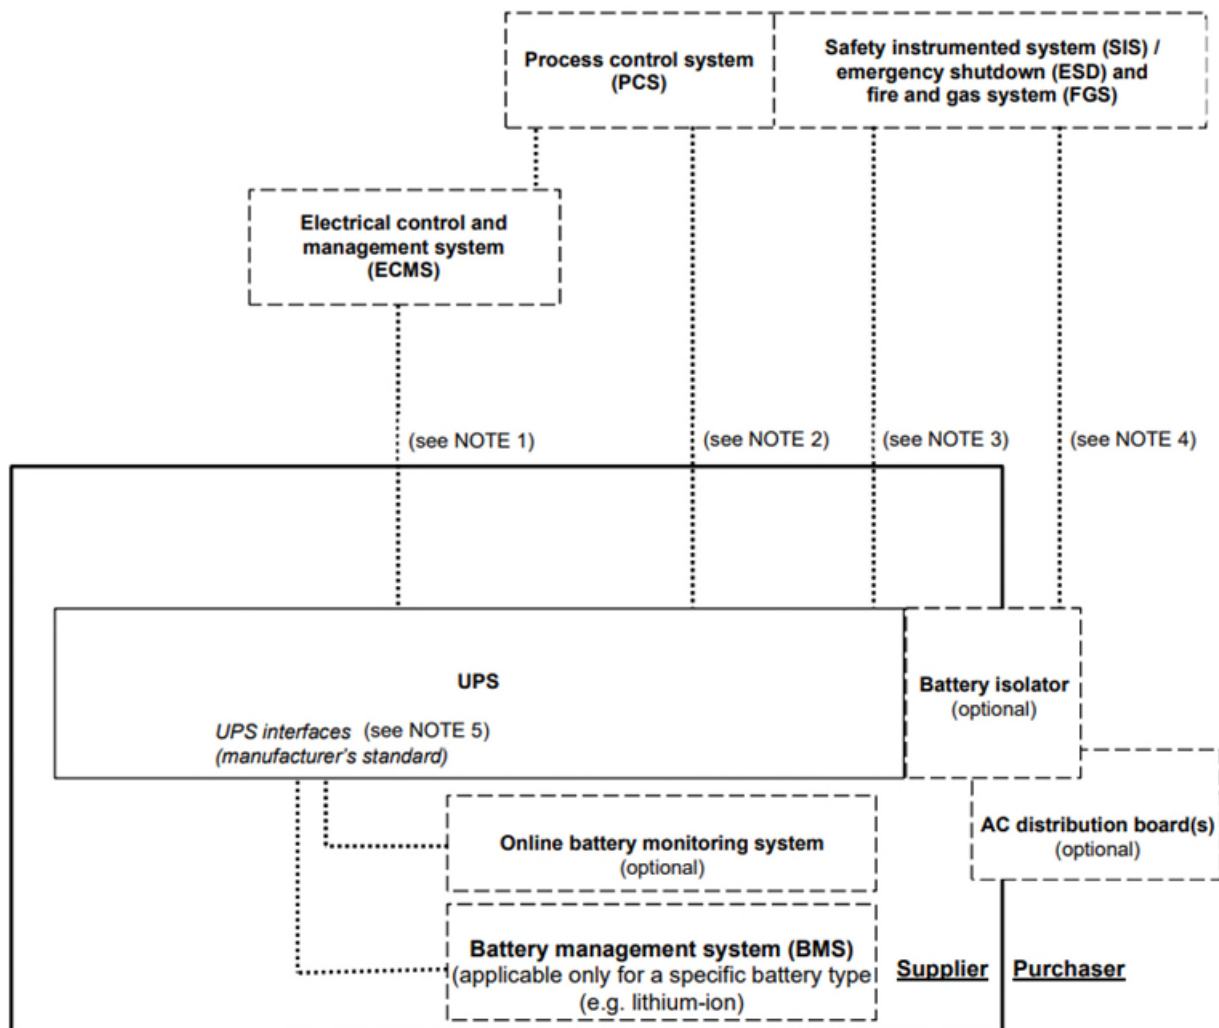 Process control system
(PCS)
Safety instrumented system (SIS) /
emergency shutdown (ESD) and
fire and gas system (FGS)
Electrical control and
management system
(ECMS)
(see NOTE 1)
(see NOTE 2)
(see NOTE 3)
(see NOTE 4)
UPS
UPS interfaces (see NOTE 5)
(manufacturer's standard)
Battery isolator
(optional)
AC distribution board(s)
(optional)
Online battery monitoring system
(optional)
Battery management system (BMS)
(applicable only for a specific battery type
(e.g. lithium-ion)
Supplier
Purchaser